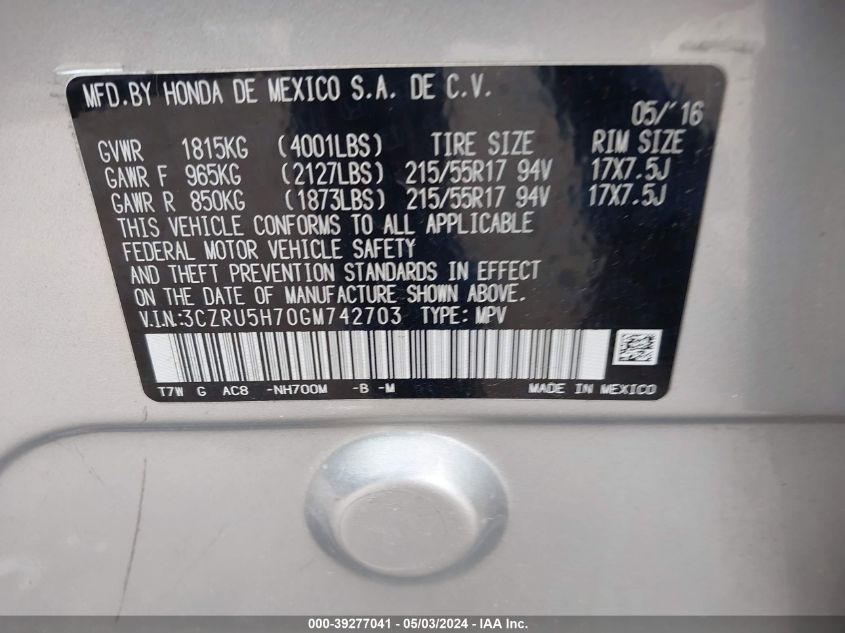 MFD.BY HONDA DE MEXICO S.A. DE C.V.
05/'16
GVWR 1815KG (4001LBS) TIRE SIZE RIM SIZE
GAWR F 965KG (2127LBS) 215/55R17 94V 17X7.5J
GAWR R 850KG (1873LBS) 215/55R17 94V 17X7.5J
THIS VEHICLE CONFORMS TO ALL APPLICABLE
FEDERAL MOTOR VEHICLE SAFETY
AND THEFT PREVENTION STANDARDS IN EFFECT
ON THE DATE OF MANUFACTURE SHOWN ABOVE.
V.I.N:3CZRU5H70GM742703 TYPE: MPV
T7W G AC8 -NH700M -B -M MADE IN MEXICO
000-39277041 - 05/03/2024 - IAA Inc.